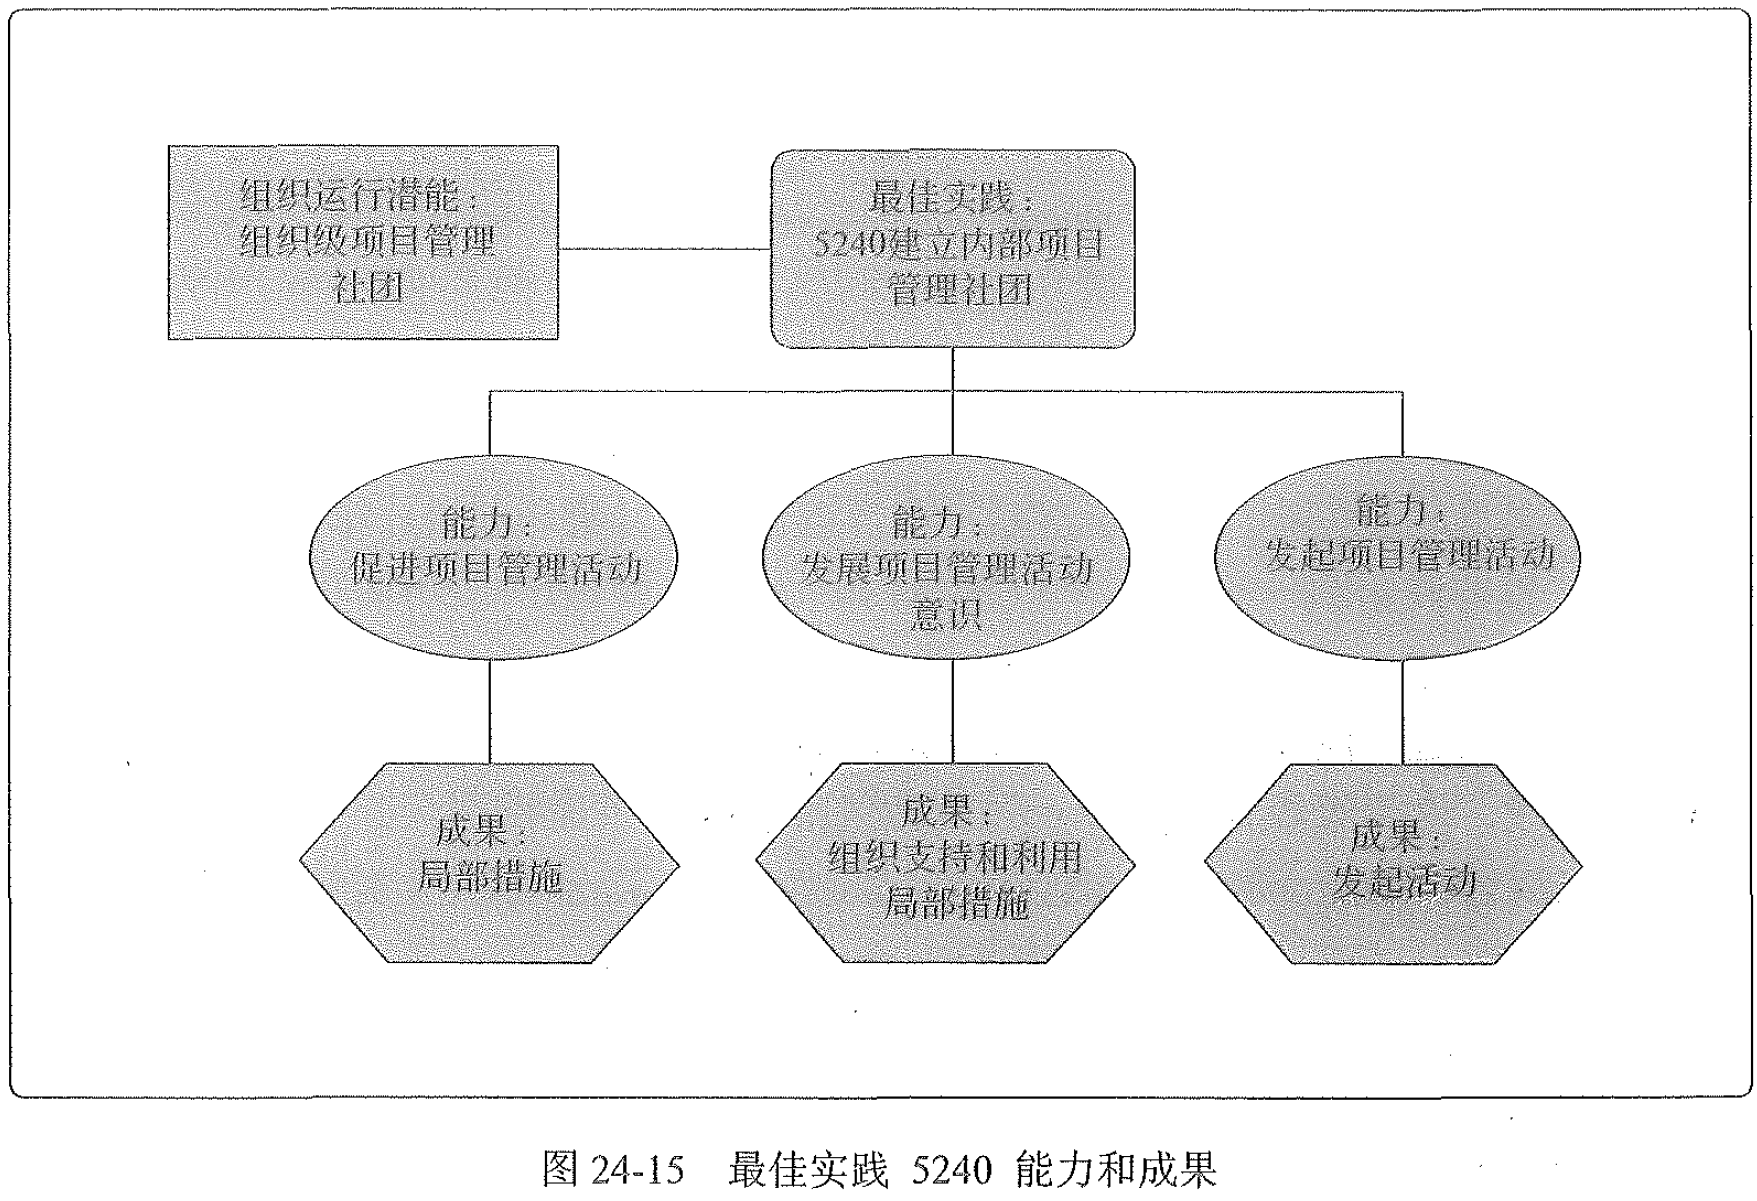 组织运行潜能：
组织级项目管理
社团
最佳实践：
5240建立内部项目
管理社团
能力：
促进项目管理活动
能力：
发展项目管理活动
意识
能力：
发起项目管理活动
成果：
局部措施
成果：
组织支持和利用
局部措施
成果：
发起活动
图 24-15 最佳实践 5240 能力和成果